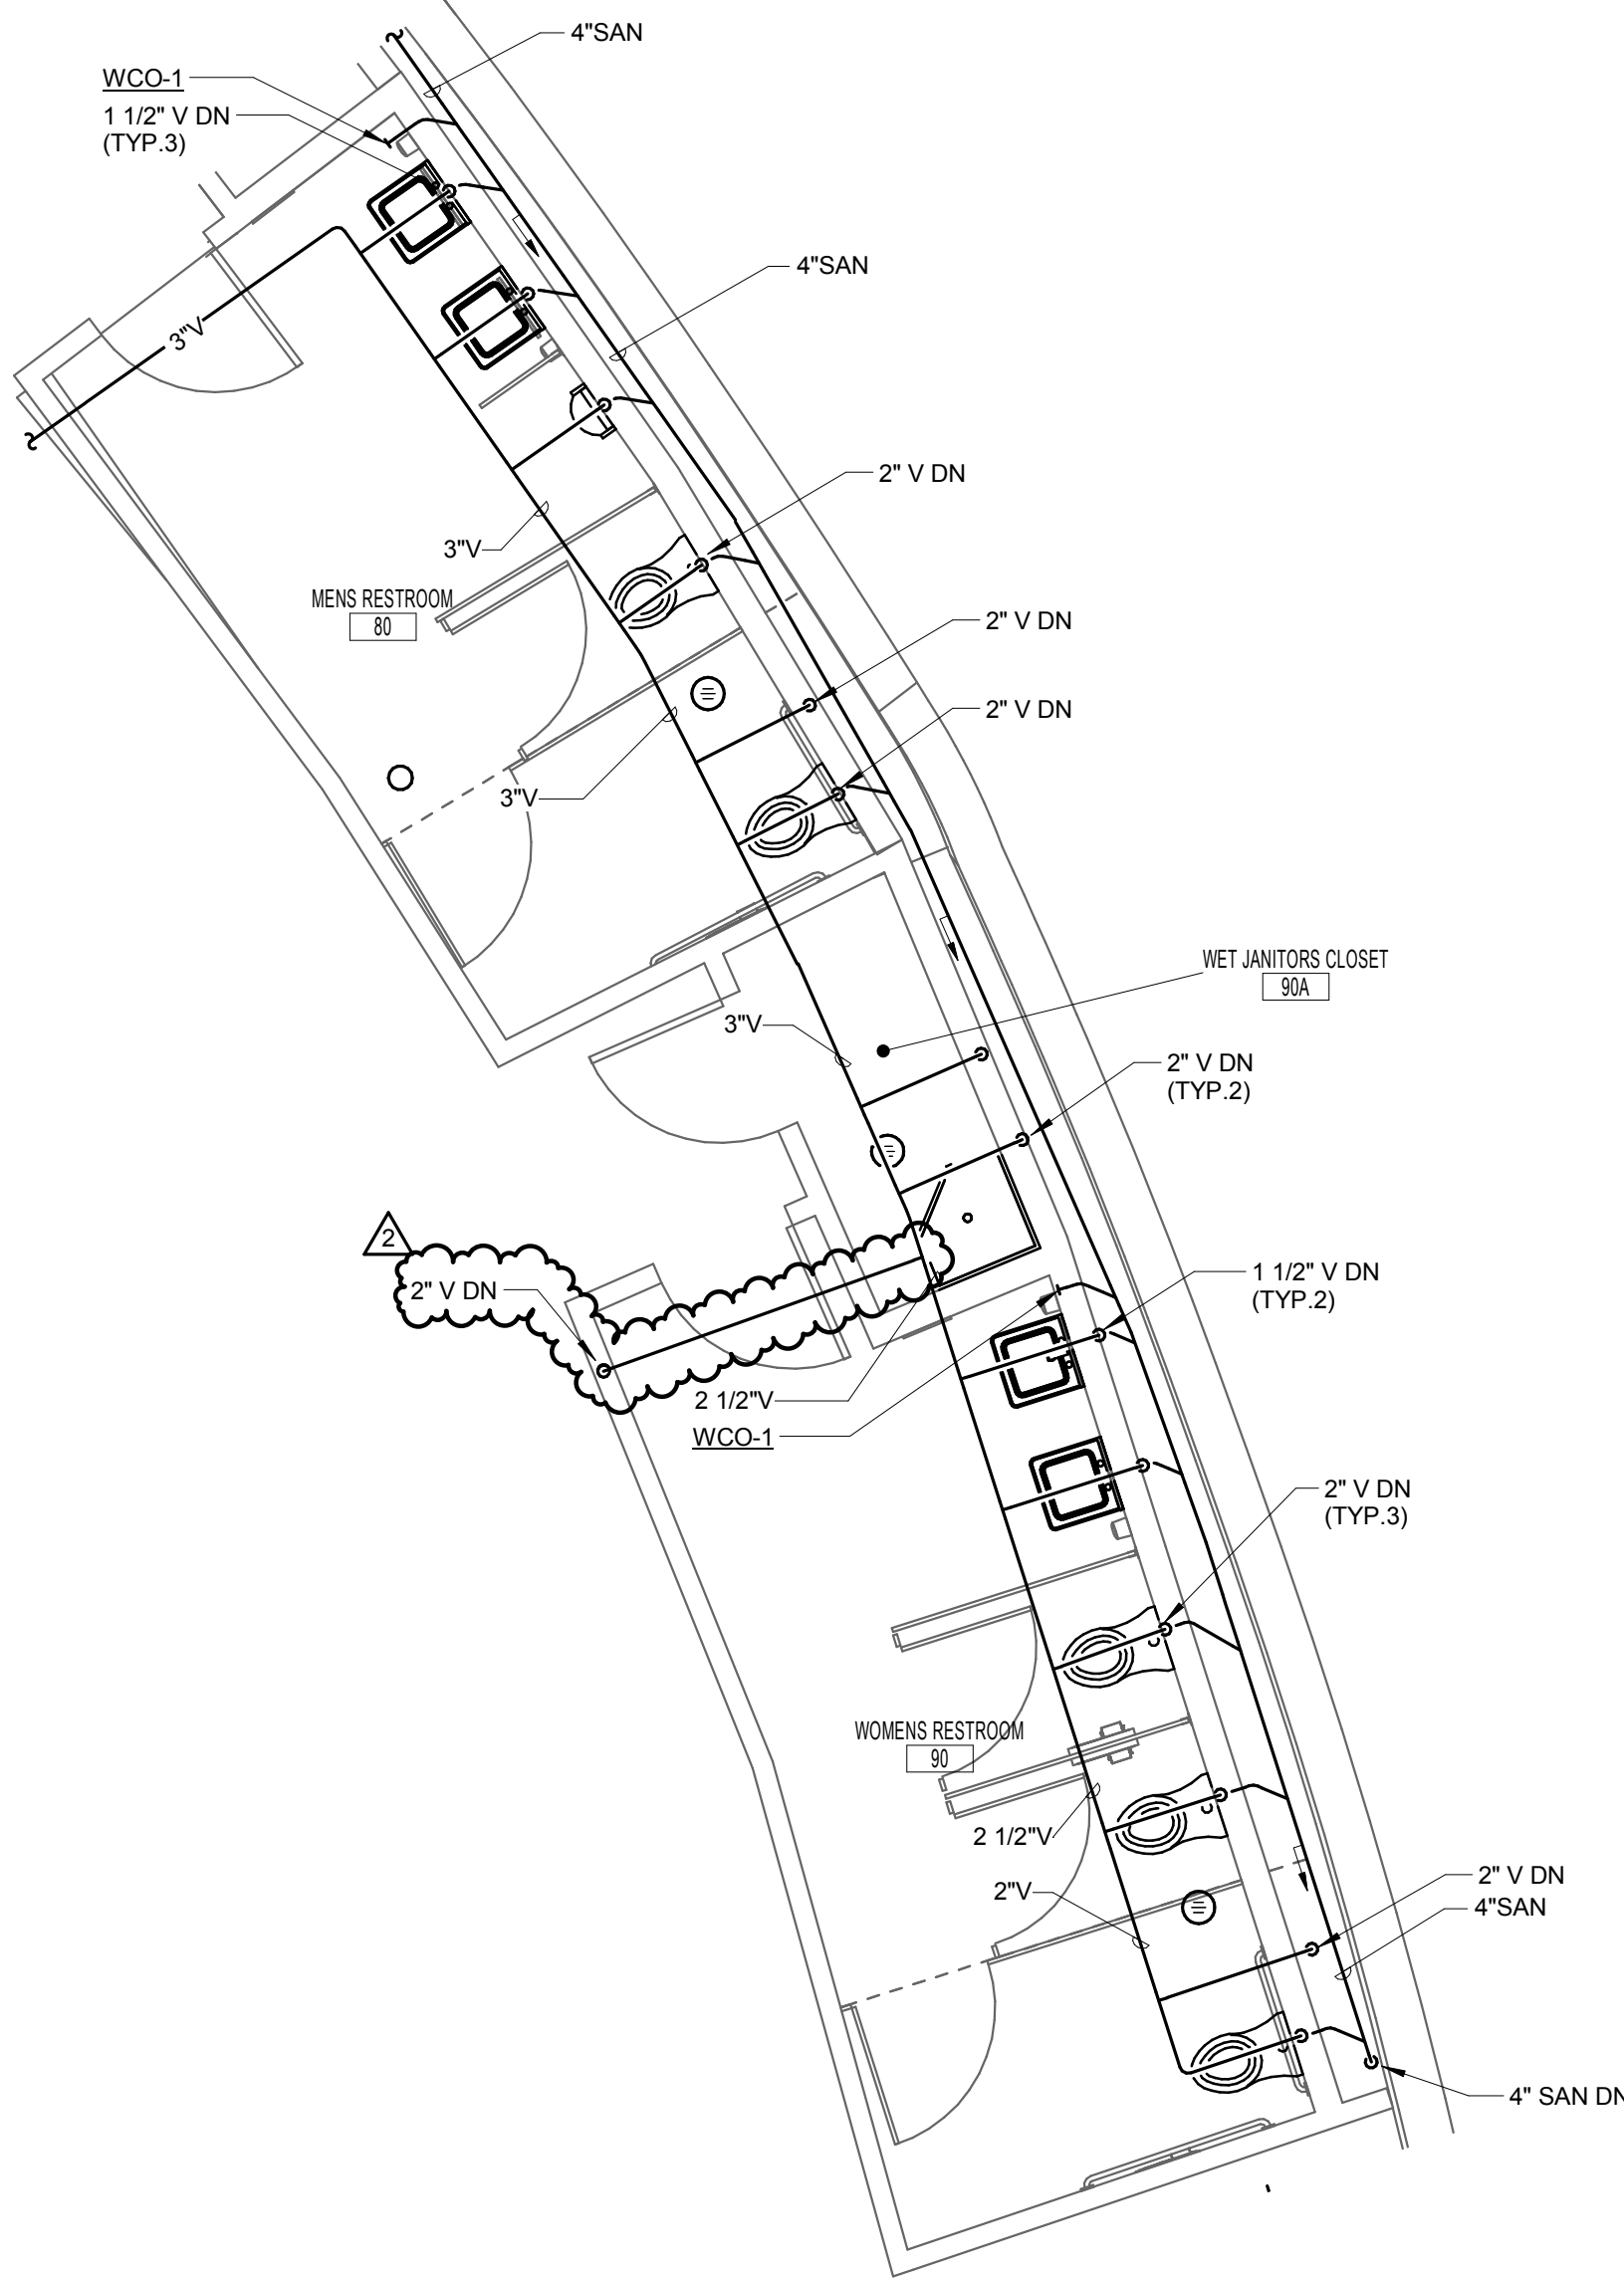 4"SAN
WCO-1
1 1/2" V DN
(TYP.3)
4"SAN
3"V
2" V DN
3"V
MENS RESTROOM
80
2" V DN
2" V DN
3"V
WET JANITORS CLOSET
90A
3"V
2" V DN
(TYP.2)
2
2" V DN
1 1/2" V DN
(TYP.2)
2 1/2"V
WCO-1
2" V DN
(TYP.3)
WOMENS RESTROOM
90
2 1/2"V
2" V DN
2"V
4"SAN
4" SAN DN